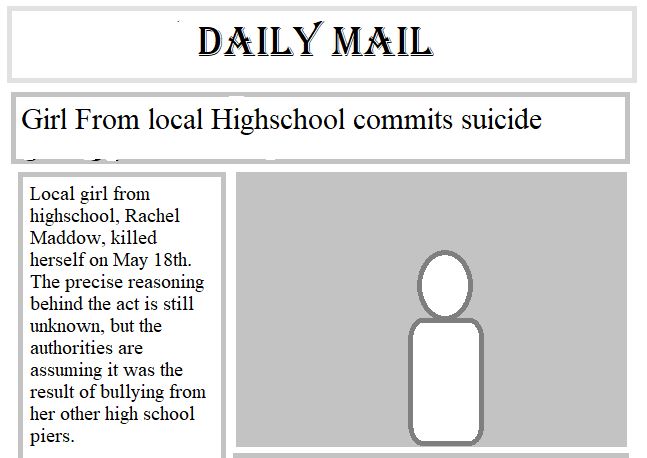 DAILY MAIL
Girl From local Highschool commits suicide
Local girl from
highschool, Rachel
Maddow, killed
herself on May 18th.
The precise reasoning
behind the act is still
unknown, but the
authorities are
assuming it was the
result of bullying from
her other high school
piers.